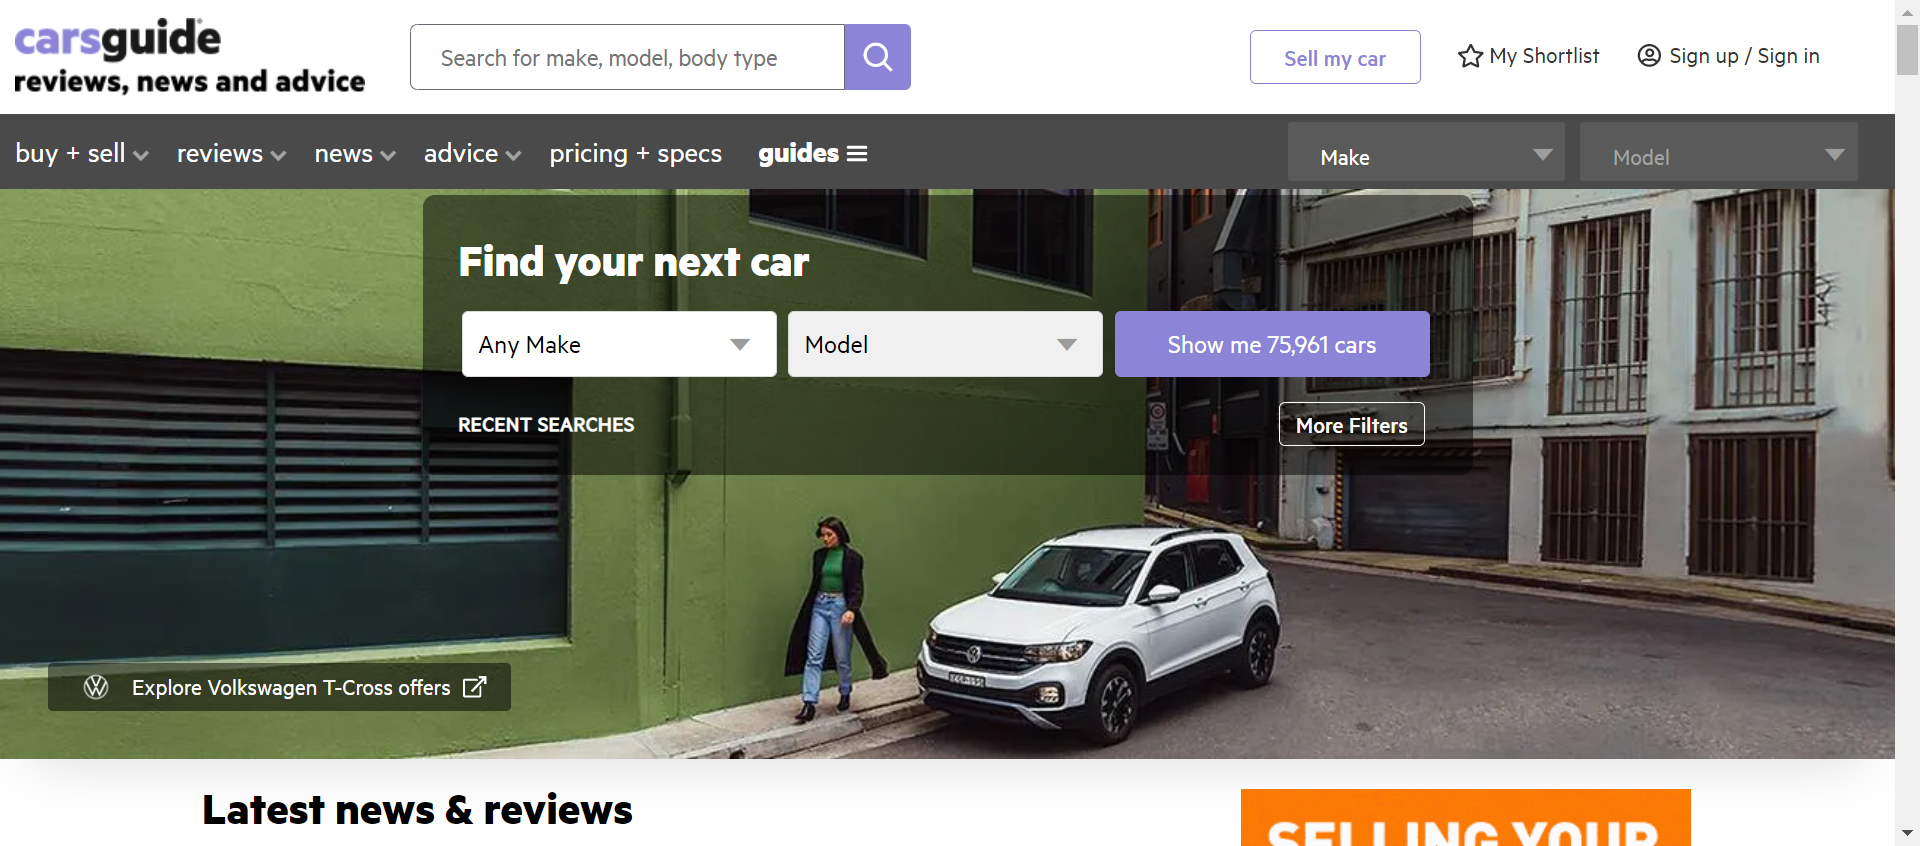 carsguide
reviews, news and advice
Search for make, model, body type
Sell my car
My Shortlist
Sign up / Sign in
buy + sell
reviews
news
advice
pricing + specs
guides
Make
Model
Find your next car
Any Make
Model
Show me 75,961 cars
RECENT SEARCHES
More Filters
Explore Volkswagen T-Cross offers
Latest news & reviews
SELLING YOUR